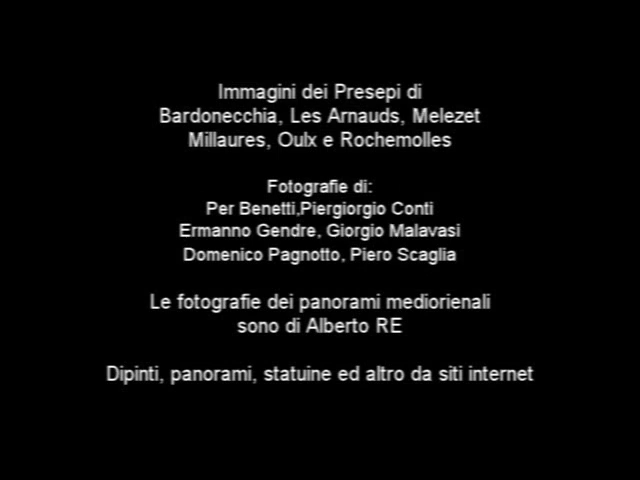 Immagini dei Presepi di
Bardonecchia, Les Arnauds, Melezet
Millaures, Oulx e Rochemolles
Fotografie di:
Per Benetti,Piergiorgio Conti
Ermanno Gendre, Giorgio Malavasi
Domenico Pagnotto, Piero Scaglia
Le fotografie dei panorami mediorienali
sono di Alberto RE
Dipinti, panorami, statuine ed altro da siti internet